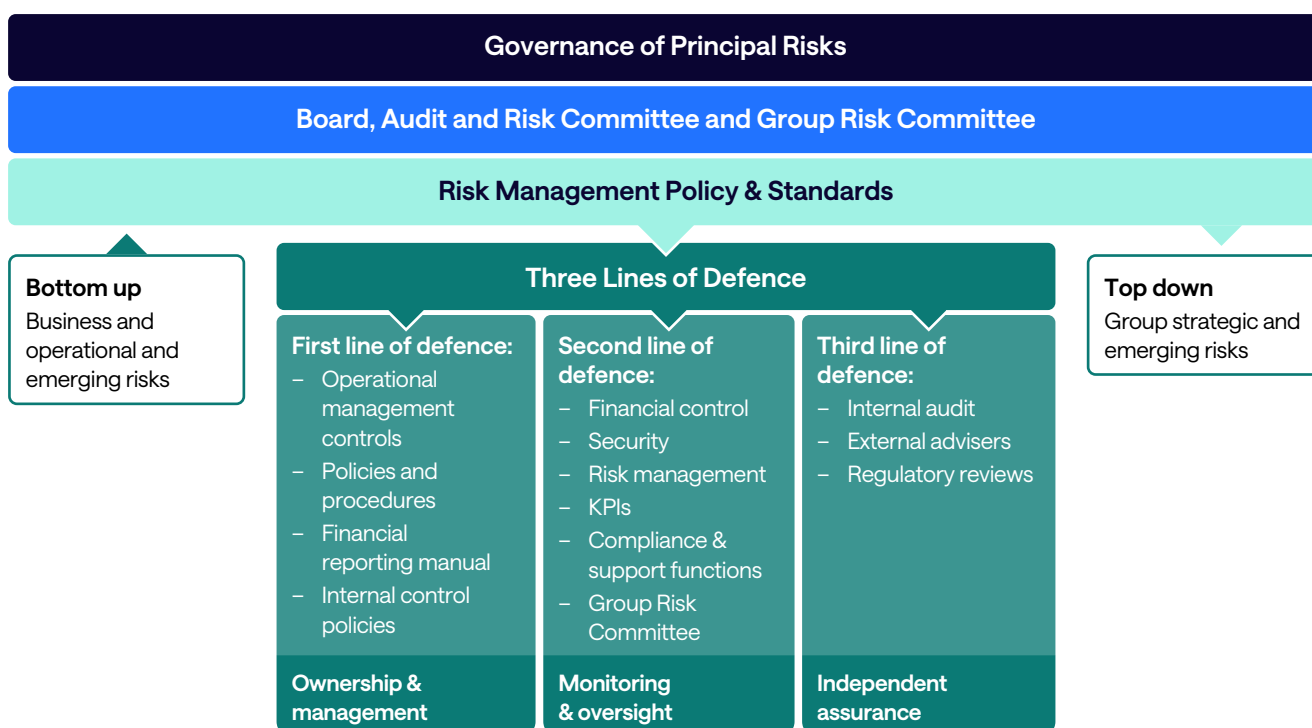 Governance of Principal Risks
Board, Audit and Risk Committee and Group Risk Committee
Risk Management Policy & Standards
Bottom up
Business and
operational and
emerging risks
Three Lines of Defence
First line of defence:
– Operational
management
controls
– Policies and
procedures
– Financial
reporting manual
– Internal control
policies
Ownership &
management
Second line of
defence:
– Financial control
– Security
– Risk management
– KPIs
– Compliance &
support functions
– Group Risk
Committee
Monitoring
& oversight
Third line of
defence:
– Internal audit
– External advisers
– Regulatory reviews
Independent
assurance
Top down
Group strategic and
emerging risks